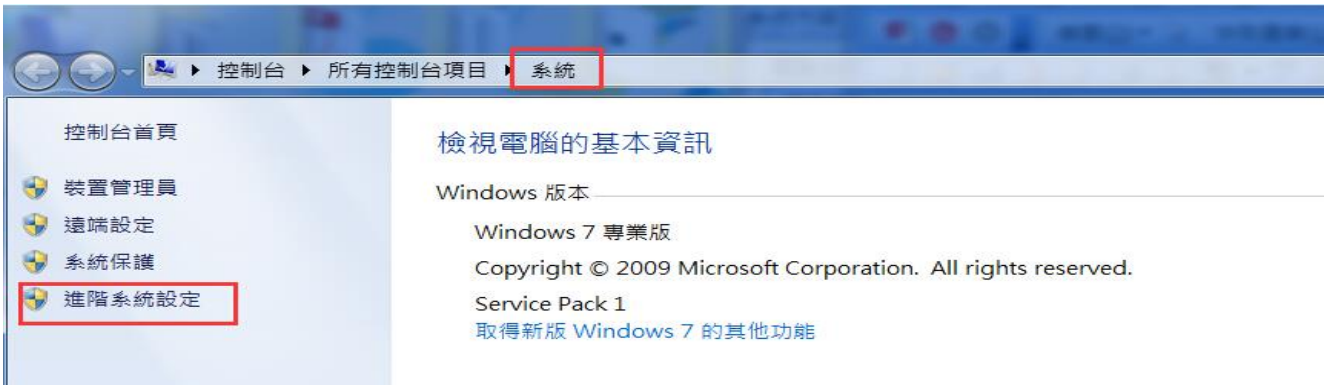 控制台 ▶ 所有控制台項目 ▶ 系統
控制台首頁
裝置管理員
遠端設定
系統保護
進階系統設定
檢視電腦的基本資訊
Windows 版本
Windows 7 專業版
Copyright © 2009 Microsoft Corporation. All rights reserved.
Service Pack 1
取得新版 Windows 7 的其他功能